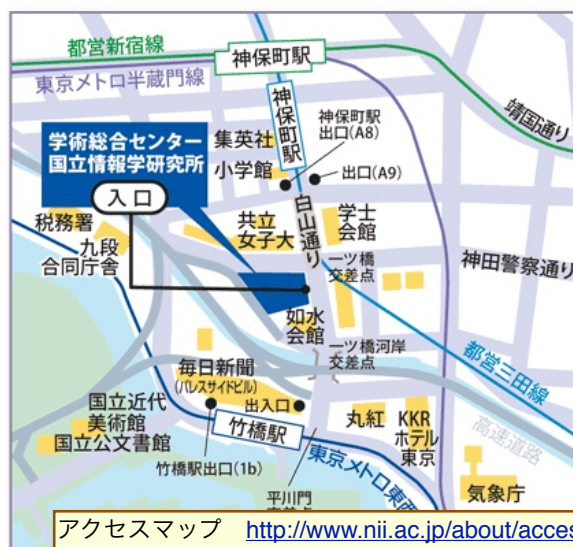 都営新宿線
神保町駅
東京メトロ半蔵門線
神保町駅
靖国通り
学術総合センター
国立情報学研究所
入口
集英社
小学館
神保町駅
出口(A8)
出口(A9)
税務署
九段
合同庁舎
共立
女子大
白山通り
学士
会館
一ツ橋
交差点
神田警察通り
如水
会館
一ツ橋河岸
交差点
都営三田線
毎日新聞
(パレスサイドビル)
出入口
高速道路
国立近代
美術館
国立公文書館
竹橋駅
竹橋駅出口(1b)
丸紅
KKR
ホテル
東京
東京メトロ東西
平川門
気象庁
アクセスマップ http://www.nii.ac.jp/about/acces